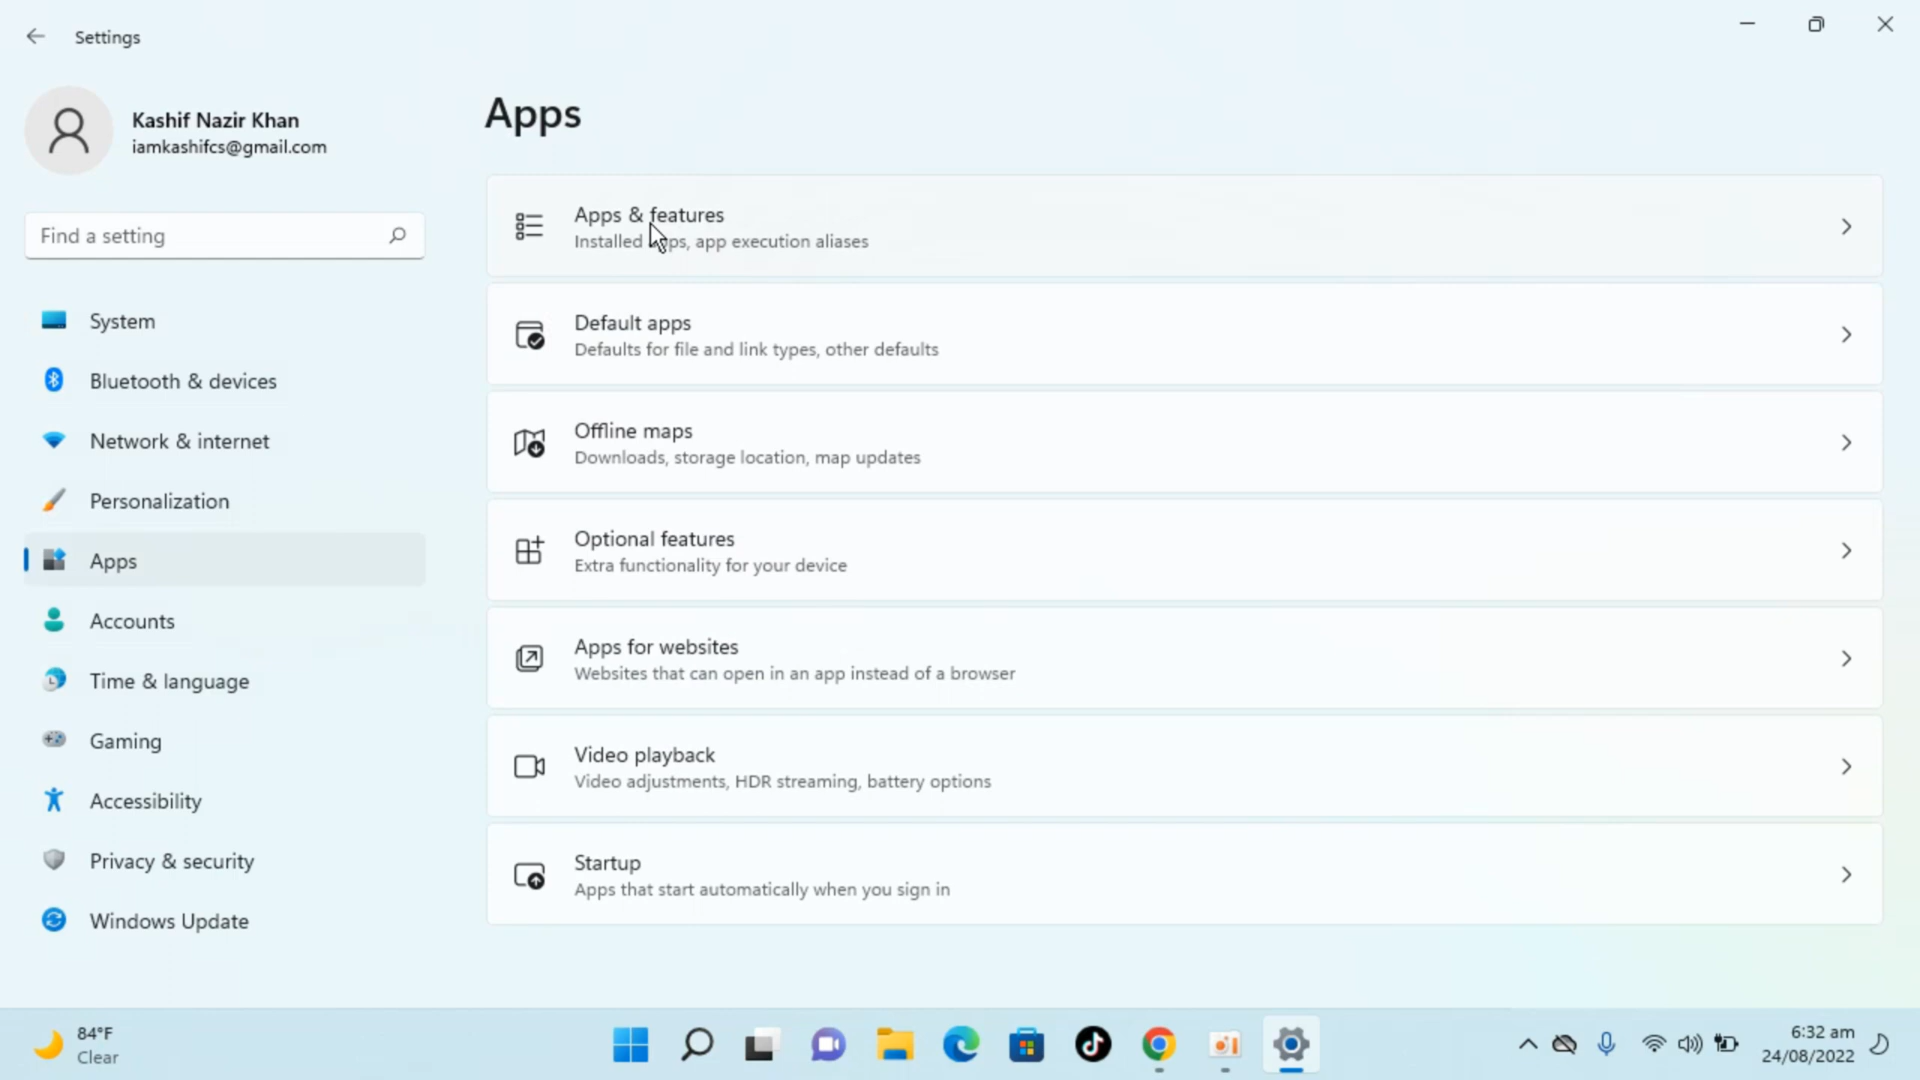 Settings
Kashif Nazir Khan
iamkashifcs@gmail.com
Find a setting
System
Bluetooth & devices
Network & internet
Personalization
Apps
Accounts
Time & language
Gaming
Accessibility
Privacy & security
Windows Update
Apps
Apps & features
Installed apps, app execution aliases
Default apps
Defaults for file and link types, other defaults
Offline maps
Downloads, storage location, map updates
Optional features
Extra functionality for your device
Apps for websites
Websites that can open in an app instead of a browser
Video playback
Video adjustments, HDR streaming, battery options
Startup
Apps that start automatically when you sign in
84°F
Clear
6:32 am
24/08/2022